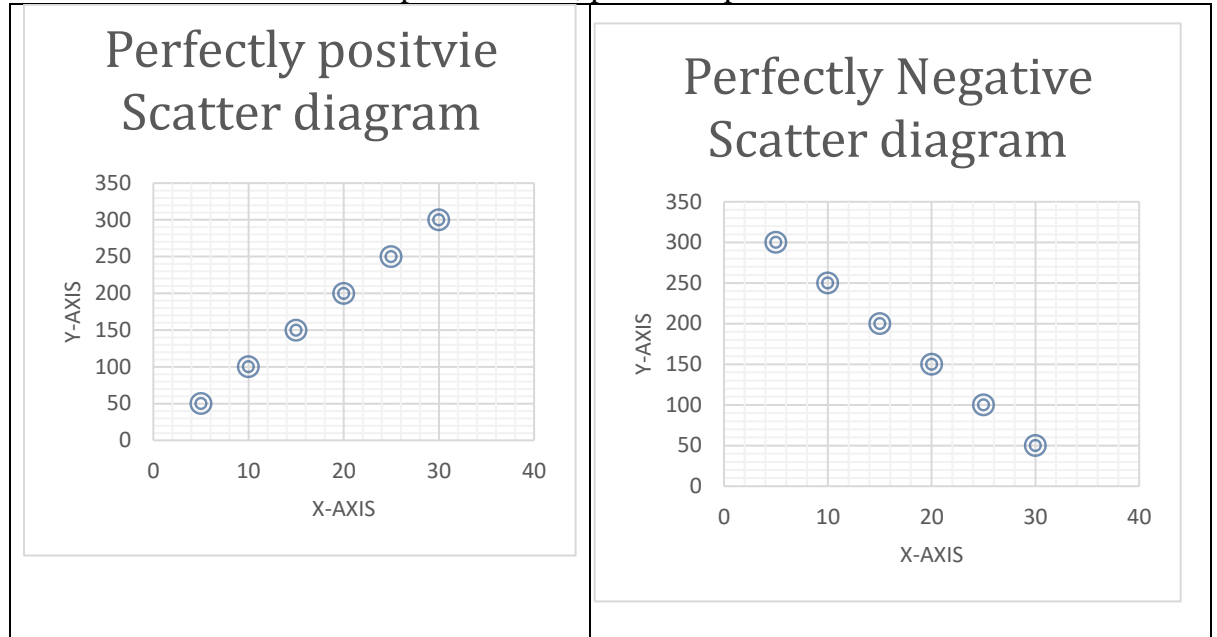 Perfectly positvie
Scatter diagram
350
300
250
200
150
100
50
0
0 10 20 30 40
Y-AXIS
X-AXIS
Perfectly Negative
Scatter diagram
350
300
250
200
150
100
50
0
0 10 20 30 40
Y-AXIS
X-AXIS